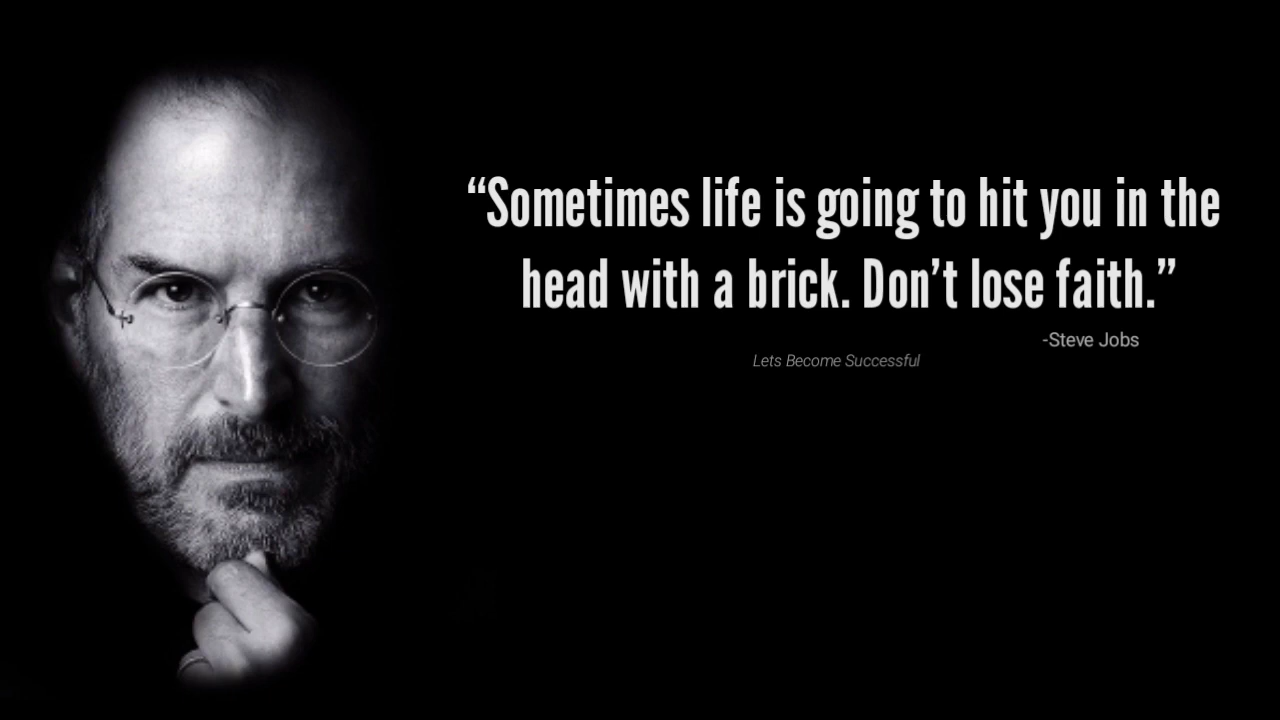 “Sometimes life is going to hit you in the
head with a brick. Don’t lose faith.”
-Steve Jobs
Lets Become Successful